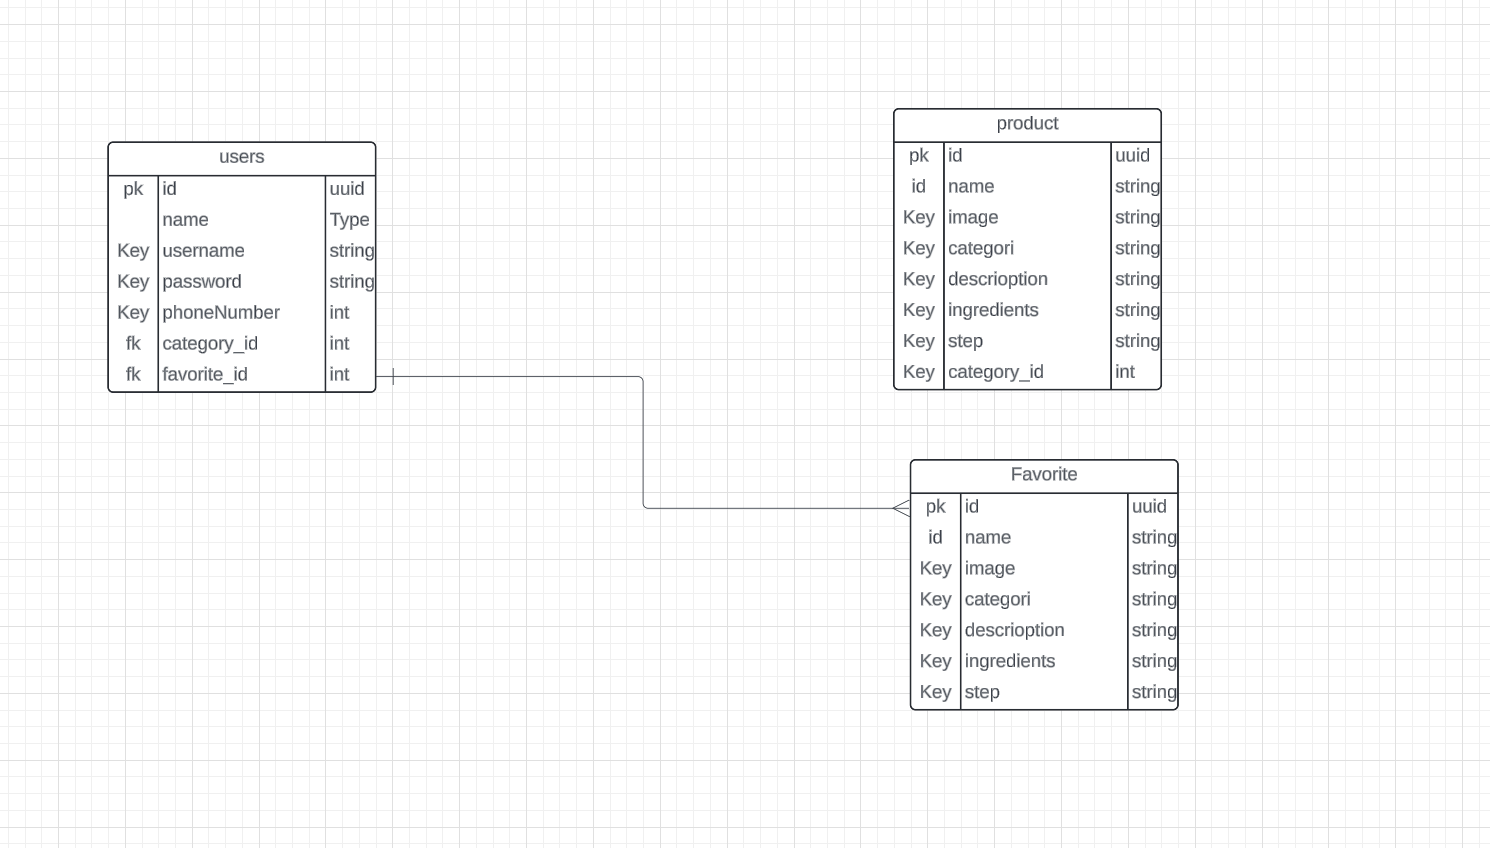 users
pk id uuid
name Type
Key username string
Key password string
Key phoneNumber int
fk category_id int
fk favorite_id int
product
pk id uuid
id name string
Key image string
Key categori string
Key descrioption string
Key ingredients string
Key step string
Key category_id int
Favorite
pk id uuid
id name string
Key image string
Key categori string
Key descrioption string
Key ingredients string
Key step string